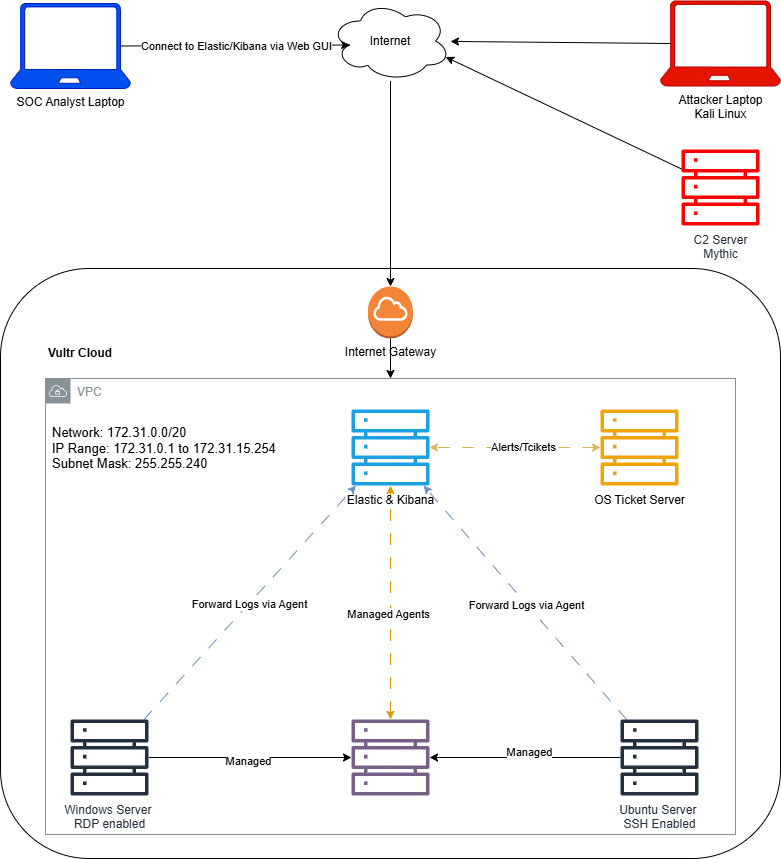 Connect to Elastic/Kibana via Web GUI
Internet
SOC Analyst Laptop
Attacker Laptop
Kali Linux
C2 Server
Mythic
Vultr Cloud
Internet Gateway
VPC
Network: 172.31.0.0/20
IP Range: 172.31.0.1 to 172.31.15.254
Subnet Mask: 255.255.240
Alerts/Tcikets
Elastic & Kibana
OS Ticket Server
Forward Logs via Agent
Managed Agents
Forward Logs via Agent
Managed
Managed
Windows Server
RDP enabled
Ubuntu Server
SSH Enabled